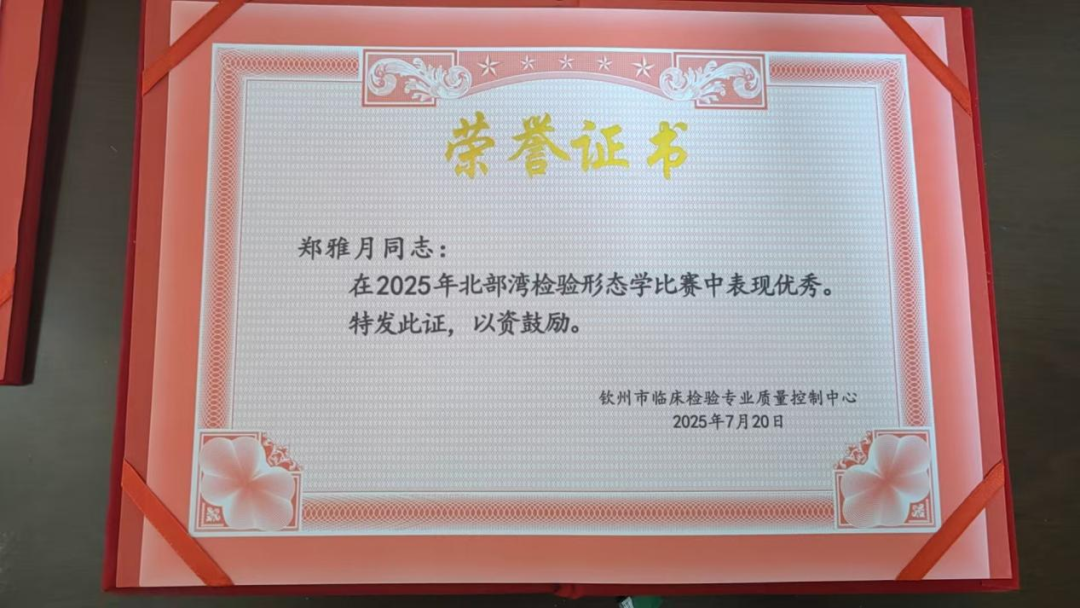 荣誉证书
郑雅月同志：
在2025年北部湾检验形态学比赛中表现优秀。
特发此证，以资鼓励。
钦州市临床检验专业质量控制中心
2025年7月20日